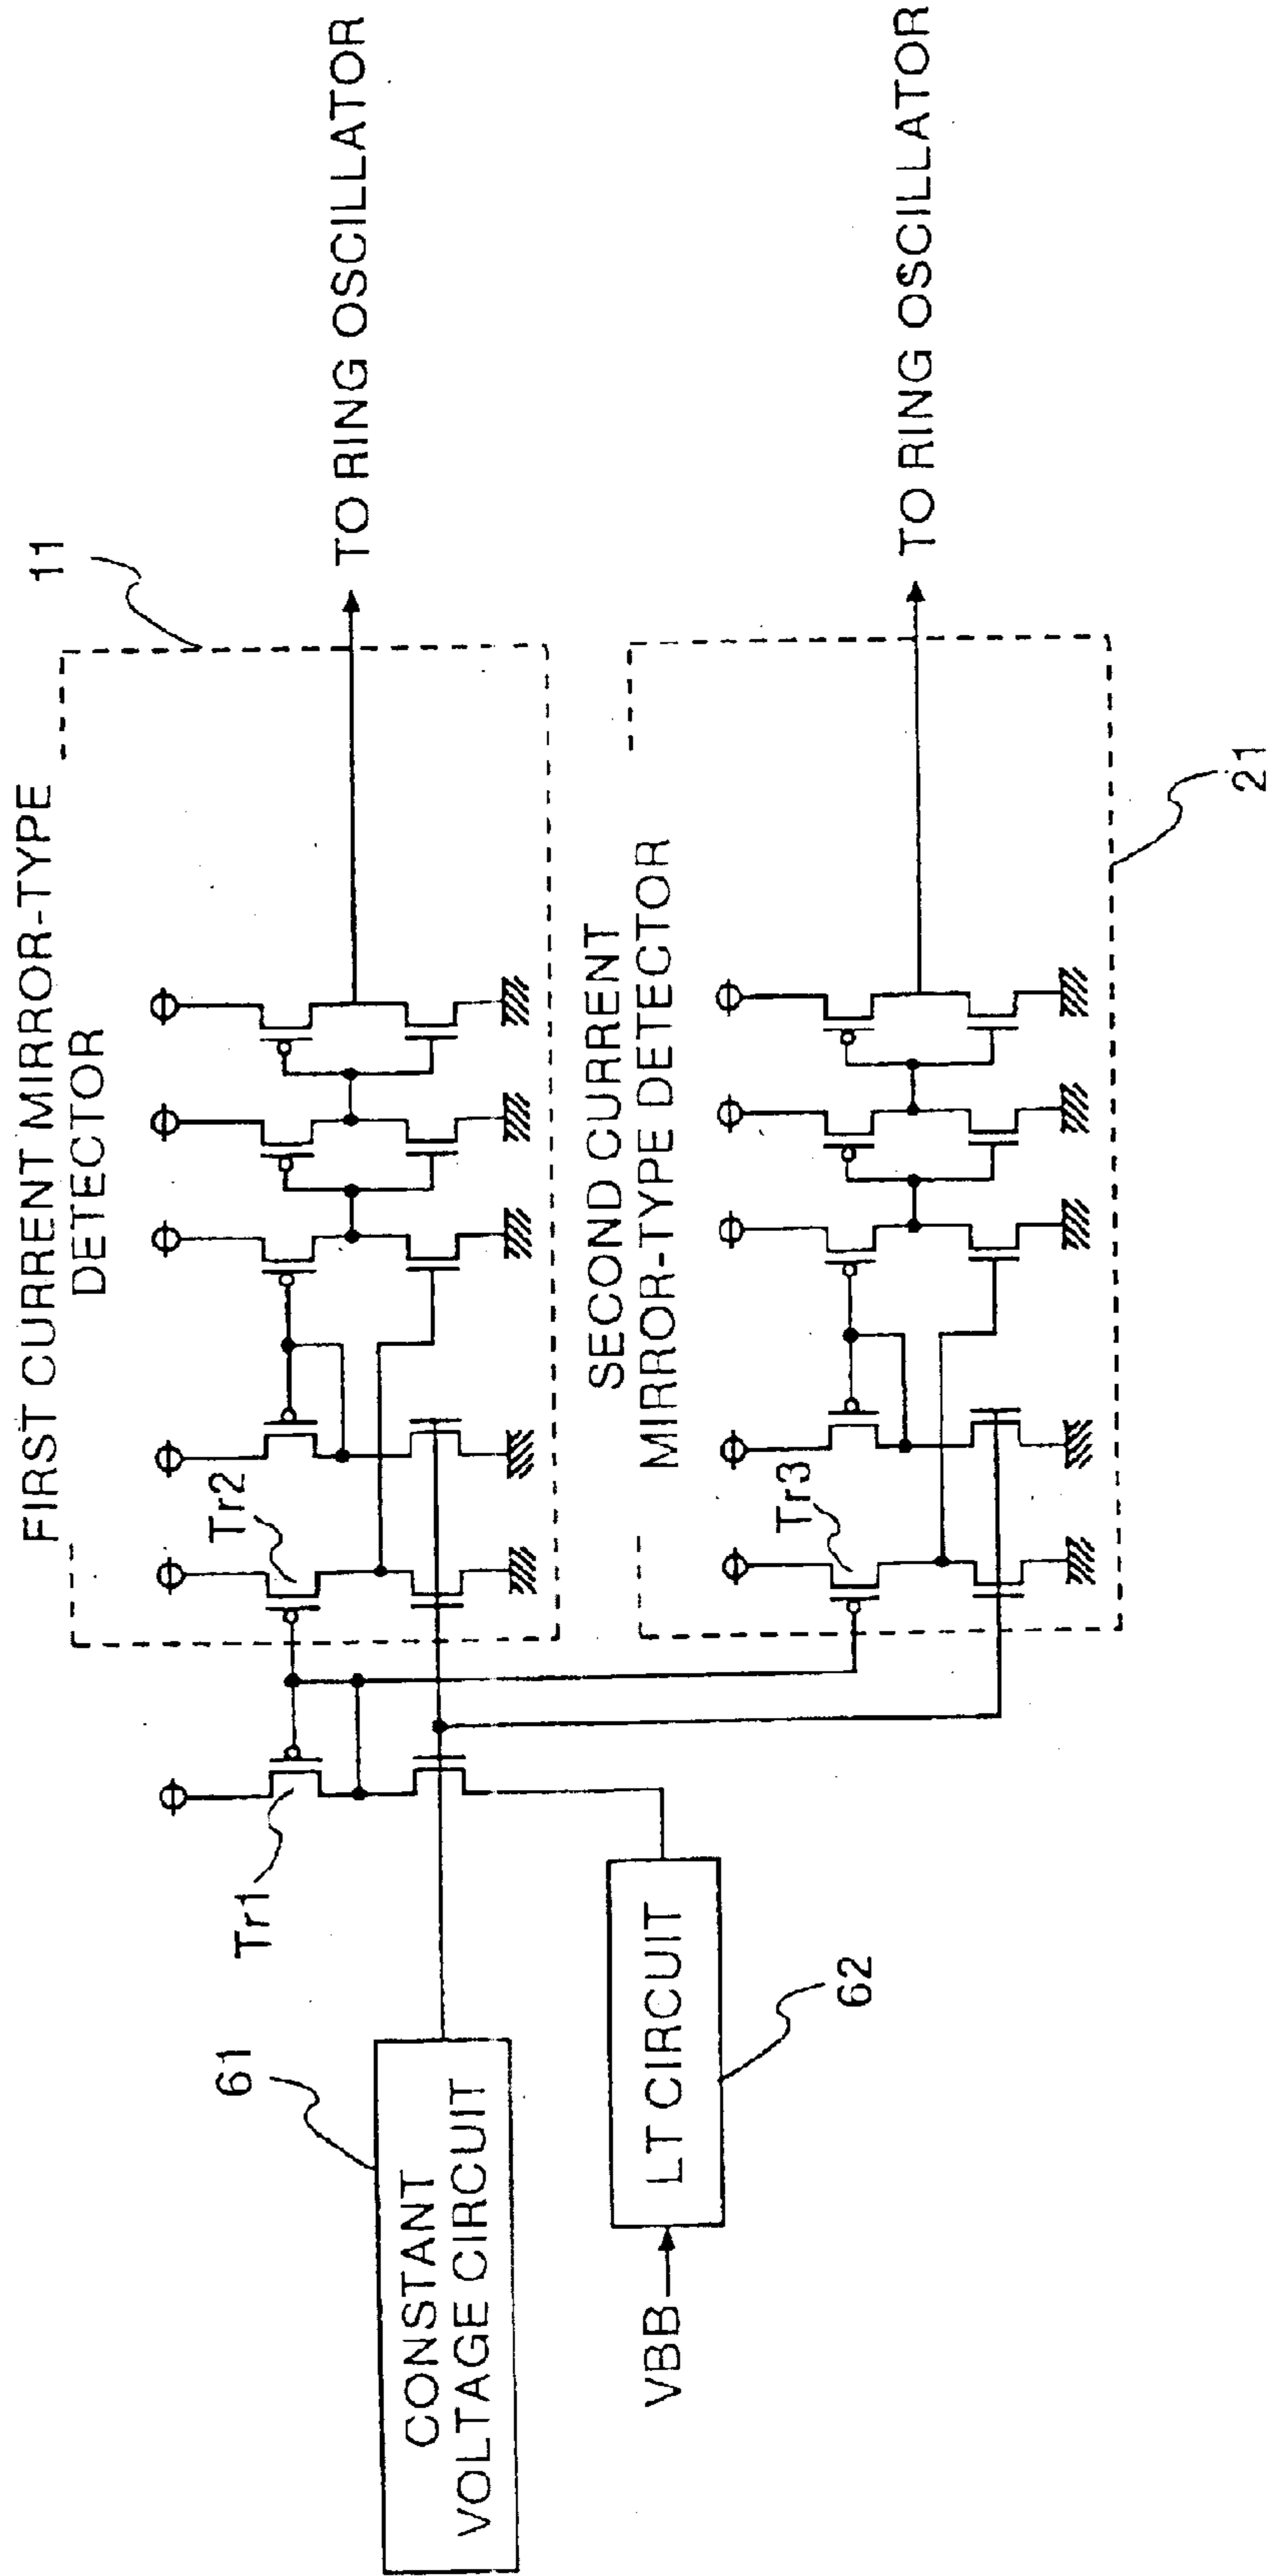 FIRST CURRENT MIRROR-TYPE
DETECTOR
11
Tr1
Tr2
TO RING OSCILLATOR
61
CONSTANT
VOLTAGE CIRCUIT
SECOND CURRENT
MIRROR-TYPE DETECTOR
Tr3
TO RING OSCILLATOR
VBB
LT CIRCUIT
62
21